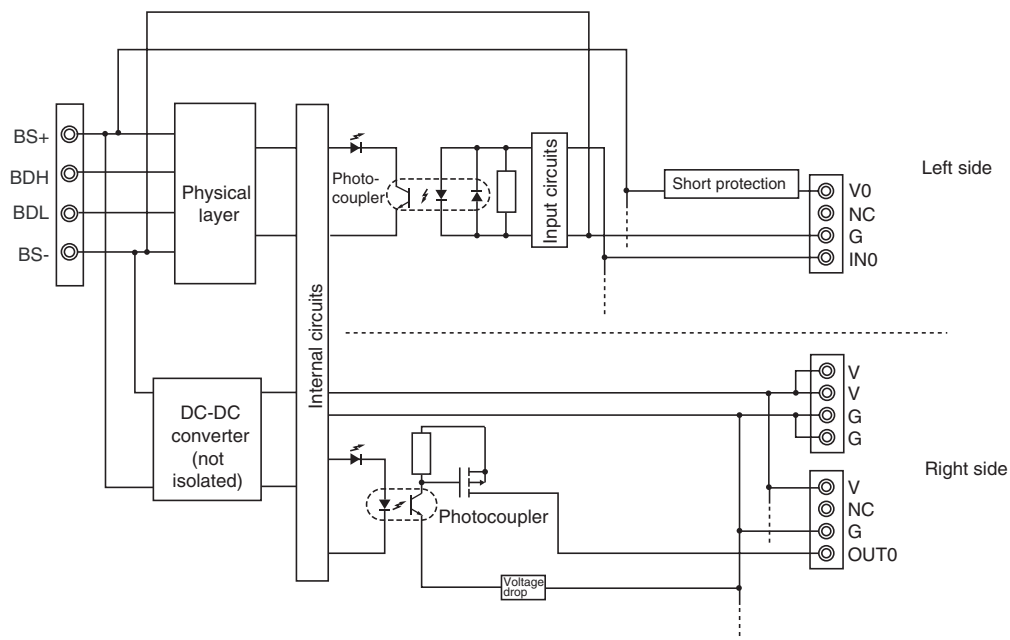 BS+
BDH
BDL
BS-
Physical
layer
Internal circuits
Photo-
coupler
Input circuits
Short protection
V0
NC
G
IN0
Left side
DC-DC
converter
(not
isolated)
Photocoupler
Voltage
drop
V
V
G
G
Right side
V
NC
G
OUT0